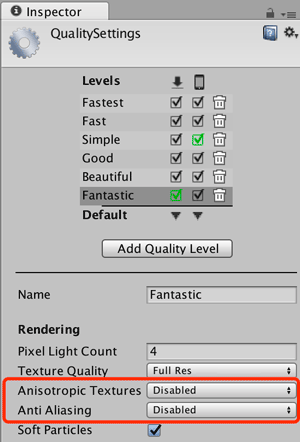 Inspector
QualitySettings
Levels
Fastest
Fast
Simple
Good
Beautiful
Fantastic
Default
Add Quality Level
Name Fantastic
Rendering
Pixel Light Count 4
Texture Quality Full Res
Anisotropic Textures Disabled
Anti Aliasing Disabled
Soft Particles